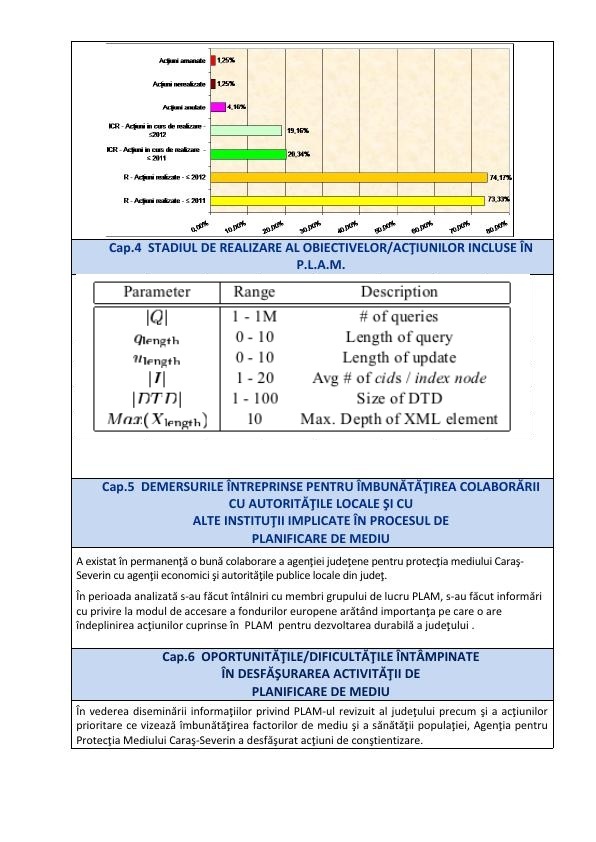 Acţiuni amanate
1,25%
Acţiuni nerealizate
1,25%
Acţiuni anulate
4,16%
ICR - Acţiuni in curs de realizare -
≤2012
19,16%
ICR - Acţiuni in curs de realizare -
≤ 2011
20,34%
R - Acţiuni realizate - ≤ 2012
74,17%
R - Acţiuni realizate - ≤ 2011
73,33%
0,00% 10,00% 20,00% 30,00% 40,00% 50,00% 60,00% 70,00% 80,00%
Cap.4 STADIUL DE REALIZARE AL OBIECTIVELOR/ACŢIUNILOR INCLUSE ÎN
P.L.A.M.
Parameter Range Description
|Q| 1 - 1M # of queries
qlength 0 - 10 Length of query
ulength 0 - 10 Length of update
|I| 1 - 20 Avg # of cids / index node
|DTD| 1 - 100 Size of DTD
Max(Xlength) 10 Max. Depth of XML element
Cap.5 DEMERSURILE ÎNTREPRINSE PENTRU ÎMBUNĂTĂŢIREA COLABORĂRII
CU AUTORITĂŢILE LOCALE ŞI CU
ALTE INSTITUŢII IMPLICATE ÎN PROCESUL DE
PLANIFICARE DE MEDIU
A existat în permanenţă o bună colaborare a agenţiei judeţene pentru protecţia mediului Caraş-
Severin cu agenţii economici şi autorităţile publice locale din judeţ.
În perioada analizată s-au făcut întâlniri cu membri grupului de lucru PLAM, s-au făcut informări
cu privire la modul de accesare a fondurilor europene arătând importanţa pe care o are
îndeplinirea acţiunilor cuprinse în PLAM pentru dezvoltarea durabilă a judeţului .
Cap.6 OPORTUNITĂŢILE/DIFICULTĂŢILE ÎNTÂMPINATE
ÎN DESFĂŞURAREA ACTIVITĂŢII DE
PLANIFICARE DE MEDIU
În vederea diseminării informaţiilor privind PLAM-ul revizuit al judeţului precum şi a acţiunilor
prioritare ce vizează îmbunătăţirea factorilor de mediu şi a sănătăţii populaţiei, Agenţia pentru
Protecţia Mediului Caraş-Severin a desfăşurat acţiuni de conştientizare.